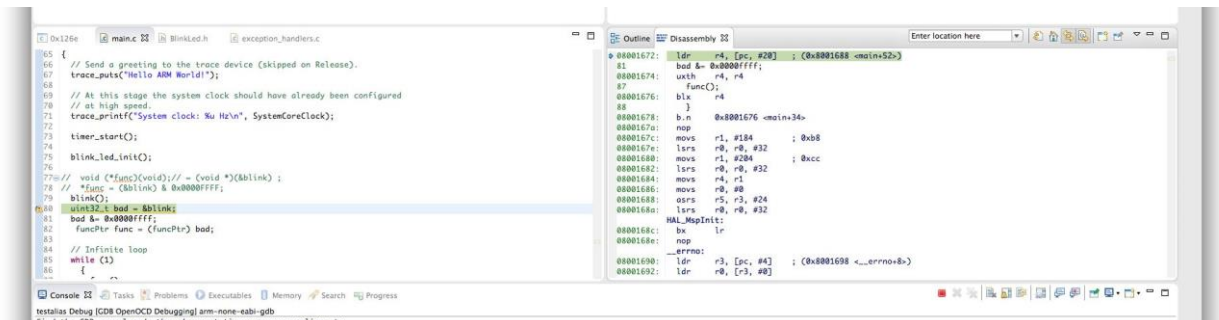 0x126e main.c BlinkLed.h exception_handlers.c
65 {
66 // Send a greeting to the trace device (skipped on Release).
67 trace_puts("Hello ARM World!");
68
69 // At this stage the system clock should have already been configured
70 // at high speed.
71 trace_printf("System clock: %u Hz\n", SystemCoreClock);
72
73 timer_start();
74
75 blink_led_init();
76
77 // void (*func)(void);// = (void *)(&blink) ;
78 // *func = (&blink) & 0x0000FFFF;
79 blink();
80 uint32_t bad = &blink;
81 bad &= 0x0000ffff;
82 funcPtr func = (funcPtr) bad;
83
84 // Infinite loop
85 while (1)
86 {
Outline Disassembly Enter location here
08001672: ldr r4, [pc, #20] ; (0x8001688 <main+52>)
81 bad &= 0x0000ffff;
08001674: uxth r4, r4
87 func();
08001676: blx r4
88 }
08001678: b.n 0x8001676 <main+34>
0800167a: nop
0800167c: movs r1, #184 ; 0xb8
0800167e: lsrs r0, r0, #32
08001680: movs r1, #204 ; 0xcc
08001682: lsrs r0, r0, #32
08001684: movs r4, r1
08001686: movs r0, #0
08001688: asrs r5, r3, #24
0800168a: lsrs r0, r0, #32
HAL_MspInit:
0800168c: bx lr
0800168e: nop
__errno:
08001690: ldr r3, [pc, #4] ; (0x8001698 <__errno+8>)
08001692: ldr r0, [r3, #0]
Console Tasks Problems Executables Memory Search Progress
testalias Debug [GDB OpenOCD Debugging] arm-none-eabi-gdb